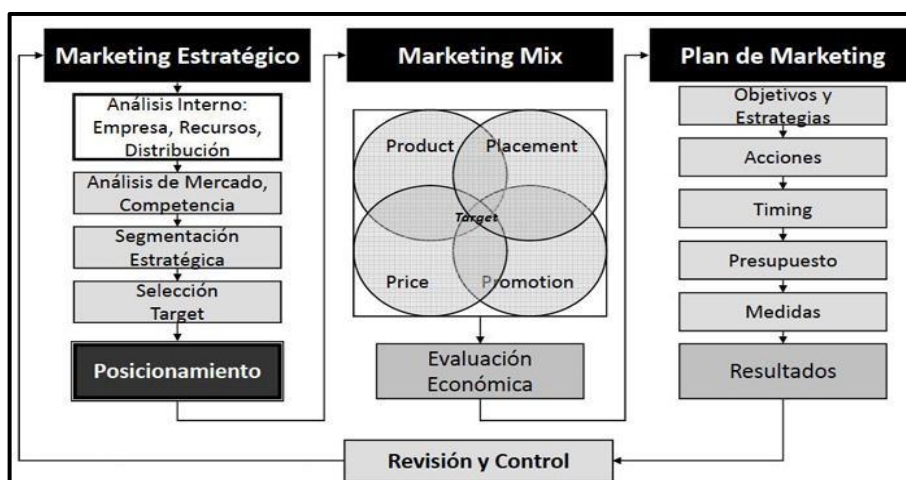 Marketing Estratégico
Análisis Interno:
Empresa, Recursos,
Distribución
Análisis de Mercado,
Competencia
Segmentación
Estratégica
Selección
Target
Posicionamiento
Marketing Mix
Product
Placement
Target
Price
Promotion
Evaluación
Económica
Plan de Marketing
Objetivos y
Estrategias
Acciones
Timing
Presupuesto
Medidas
Resultados
Revisión y Control